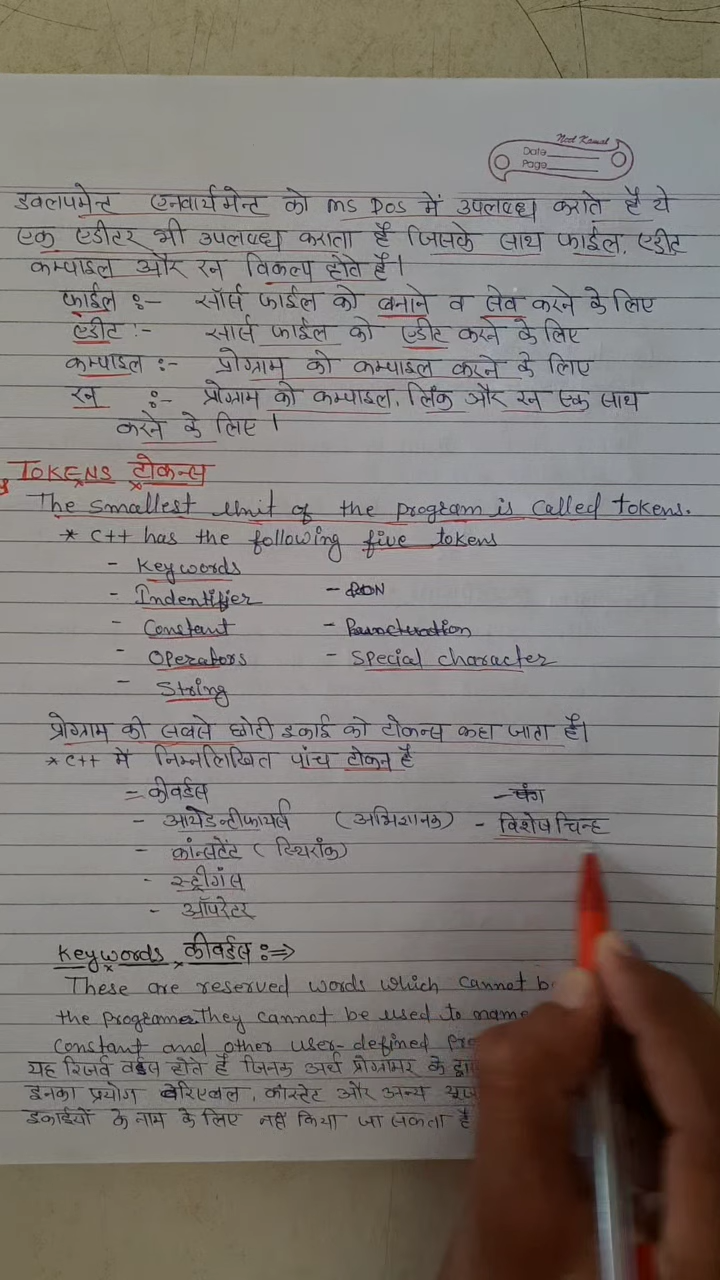 Neel Kamal
Date
Page
डवलपमेन्ट एनवार्यमेन्ट को MS DOS में उपलब्ध कराते है ये
एक एडीटर भी उपलब्ध कराता है जिसके साथ फाईल, एडीट
कम्पाइल और रन विकल्प होते है।
फाईल :- सॉर्स फाईल को बनाने व सेव करने के लिए
एडीट :- सार्स फाईल को एडीट करने के लिए
कम्पाइल :- प्रोग्राम को कम्पाइल करने के लिए
रन :- प्रोग्राम को कम्पाइल, लिंक और रन एक साथ
करने के लिए।
TOKENS टोकन्स
The smallest unit of the program is called tokens.
* C++ has the following five tokens
- Keywords
- Indentifier
- Constant - Punctuation
- Operators - Special character
- String
प्रोग्राम की सबसे छोटी इकाई को टोकन्स कहा जाता है।
* C++ में निम्नलिखित पांच टोकन है
- कीवर्डस - चंग
- आयेडेन्टीफायर्स (अभिज्ञानक) - विशेष चिन्ह
- कॉन्सटेंट (स्थिरांक)
- स्ट्रींगस
- ऑपरेटर
Keywords कीवर्डस :⇒
These are reserved words which cannot b
the programe. They cannot be used to name
constant and other user-defined
यह रिजर्व वर्डस होते है जिनके अर्थ प्रोग्रामर के
इनका प्रयोग वेरिएबल, कांस्टेट और अन्य
इकाईयों के नाम के लिए नहीं किया जा सकता है